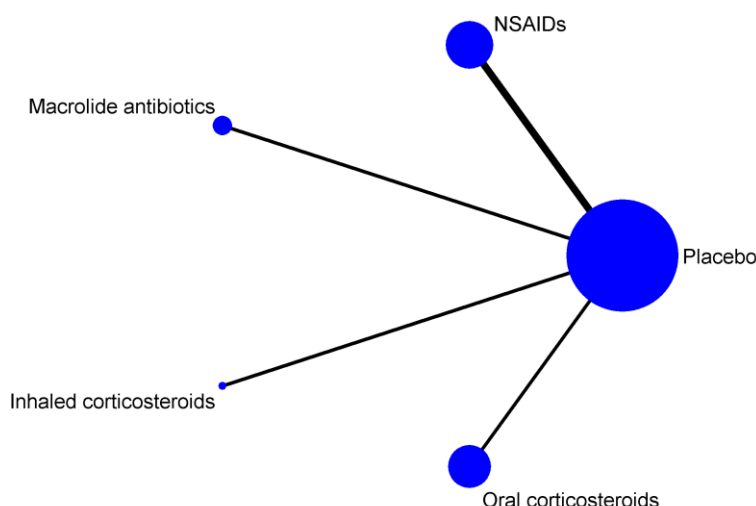 NSAIDs
Macrolide antibiotics
Placebo
Inhaled corticosteroids
Oral corticosteroids